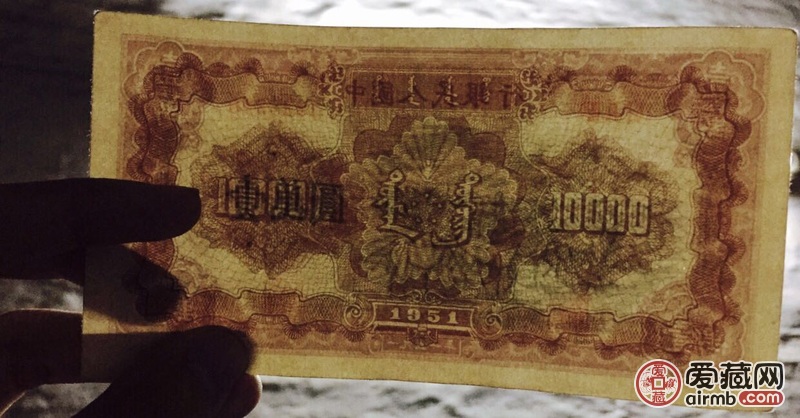 中國人民銀行
壹萬圓
10000
1951
爱藏网
airmb.com